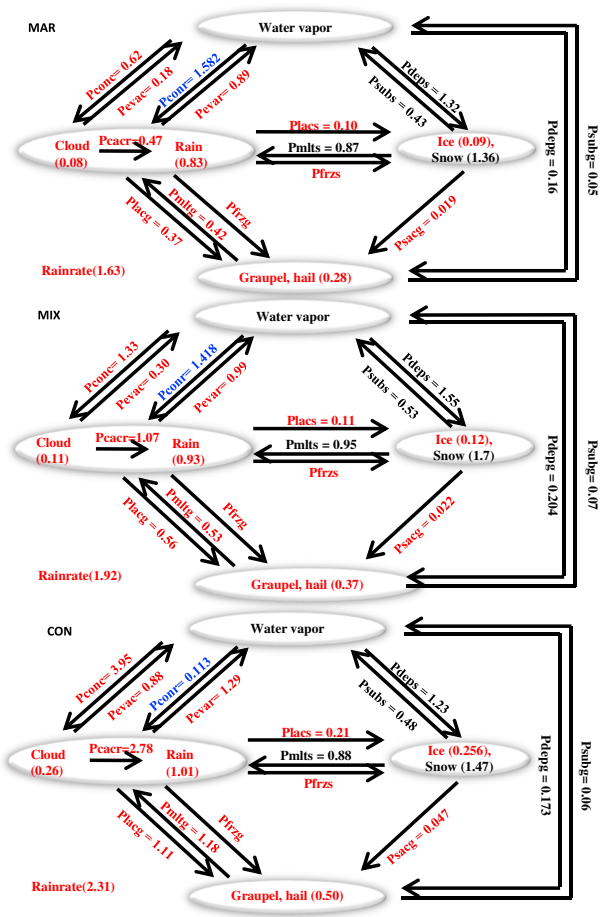 MAR
Water vapor
Pconc= 0.62
Pevac= 0.18
Pconr= 1.582
Pevar= 0.89
Pdeps= 1.32
Psubs= 0.43
Pdepg = 0.16
Psubg= 0.05
Cloud
(0.08)
Pcacr=0.47
Rain
(0.83)
Placs = 0.10
Pmlts = 0.87
Pfrzs
Ice (0.09),
Snow (1.36)
Placg = 0.37
Pmltg = 0.42
Pfrzg
Psacg = 0.019
Rainrate(1.63)
Graupel, hail (0.28)
MIX
Water vapor
Pconc= 1.33
Pevac= 0.30
Pconr= 1.418
Pevar= 0.99
Pdeps= 1.55
Psubs= 0.53
Pdepg = 0.204
Psubg= 0.07
Cloud
(0.11)
Pcacr=1.07
Rain
(0.93)
Placs = 0.11
Pmlts = 0.95
Pfrzs
Ice (0.12),
Snow (1.7)
Placg = 0.56
Pmltg = 0.53
Pfrzg
Psacg = 0.022
Rainrate(1.92)
Graupel, hail (0.37)
CON
Water vapor
Pconc= 3.95
Pevac= 0.88
Pconr= 0.113
Pevar= 1.29
Pdeps= 1.23
Psubs= 0.48
Pdepg = 0.173
Psubg= 0.06
Cloud
(0.26)
Pcacr=2.78
Rain
(1.01)
Placs = 0.21
Pmlts = 0.88
Pfrzs
Ice (0.256),
Snow (1.47)
Placg = 1.11
Pmltg = 1.18
Pfrzg
Psacg = 0.047
Rainrate(2.31)
Graupel, hail (0.50)